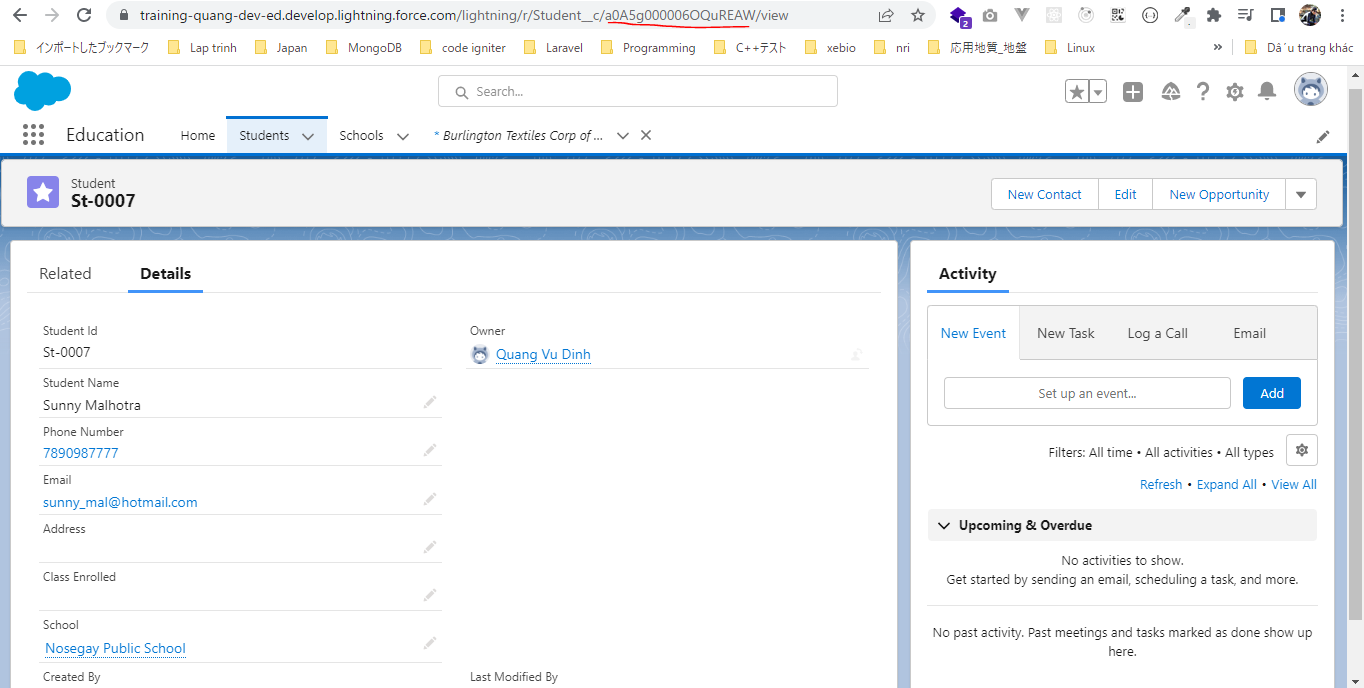 training-quang-dev-ed.develop.lightning.force.com/lightning/r/Student__c/a0A5g000006OQuREAW/view
2
インポートしたブックマーク Lap trinh Japan MongoDB code igniter Laravel Programming C++テスト xebio nri 応用地質_地盤 Linux » Dấu trang khác
Search...
Education Home Students Schools * Burlington Textiles Corp of ...
Student
St-0007
New Contact Edit New Opportunity
Related Details
Student Id
St-0007
Student Name
Sunny Malhotra
Phone Number
7890987777
Email
sunny_mal@hotmail.com
Address
Class Enrolled
School
Nosegay Public School
Created By
Owner
Quang Vu Dinh
Last Modified By
Activity
New Event New Task Log a Call Email
Set up an event... Add
Filters: All time • All activities • All types
Refresh • Expand All • View All
Upcoming & Overdue
No activities to show.
Get started by sending an email, scheduling a task, and more.
No past activity. Past meetings and tasks marked as done show up
here.